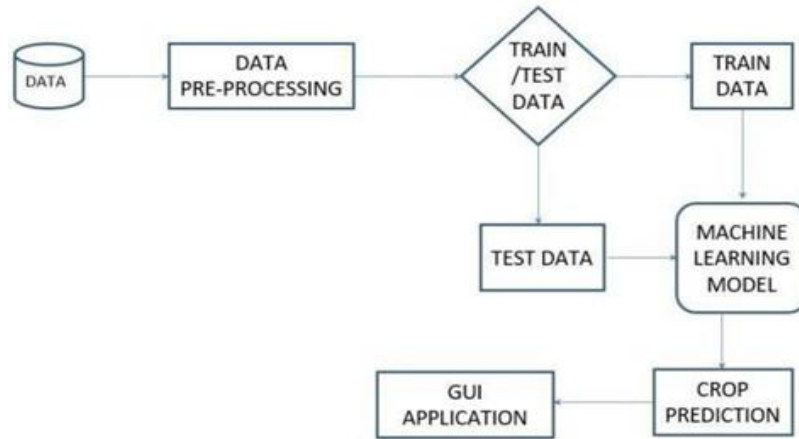 DATA
DATA
PRE-PROCESSING
TRAIN
/TEST
DATA
TRAIN
DATA
TEST DATA
MACHINE
LEARNING
MODEL
CROP
PREDICTION
GUI
APPLICATION